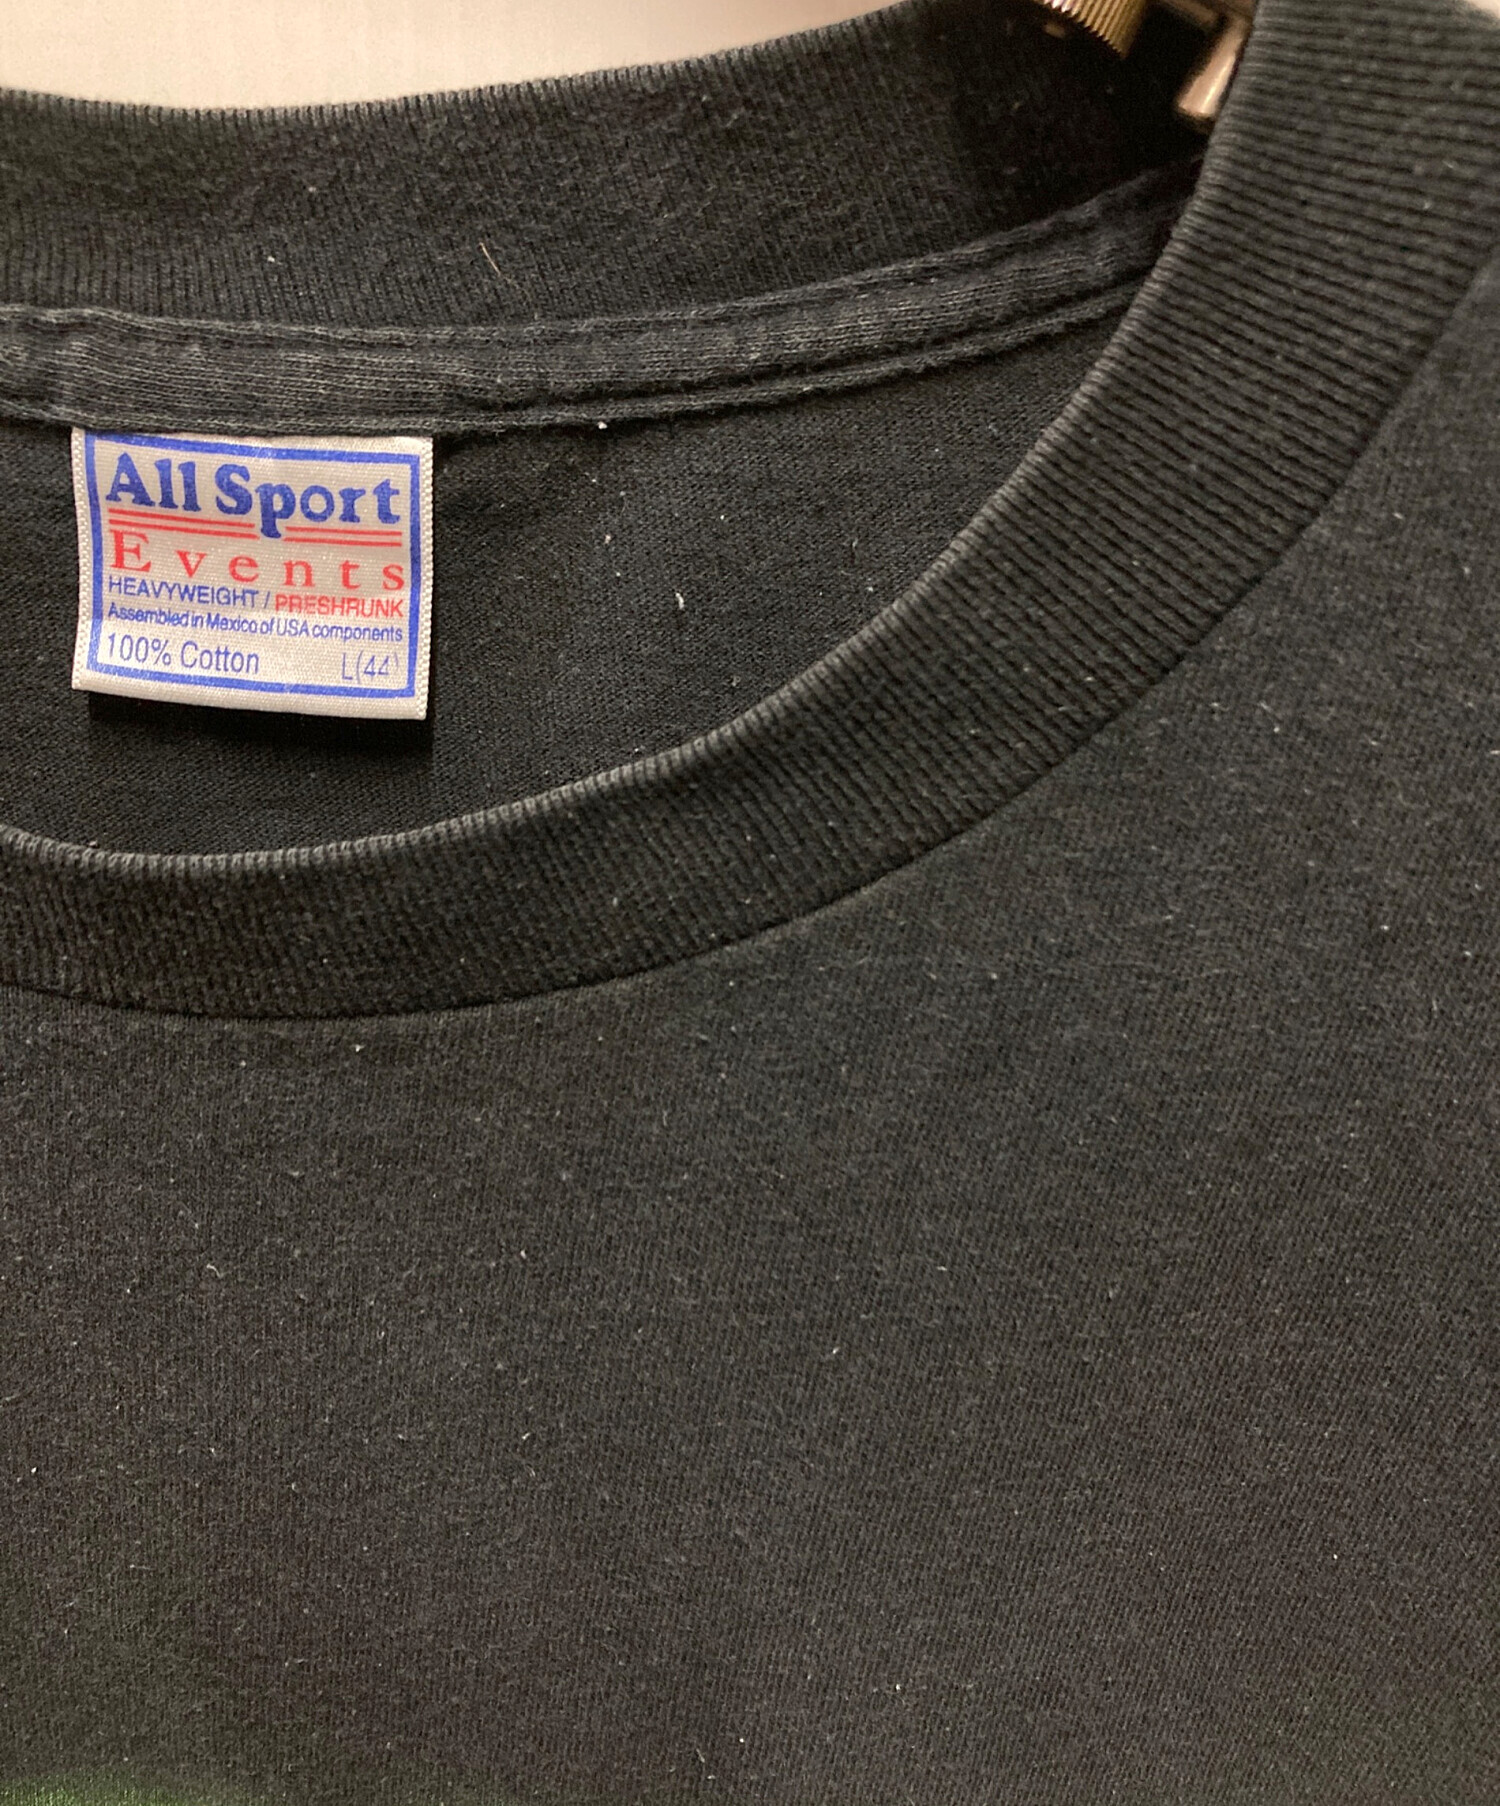 All Sport
Events
HEAVYWEIGHT / PRESHRUNK
Assembled in Mexico of USA components
100% Cotton L(44)